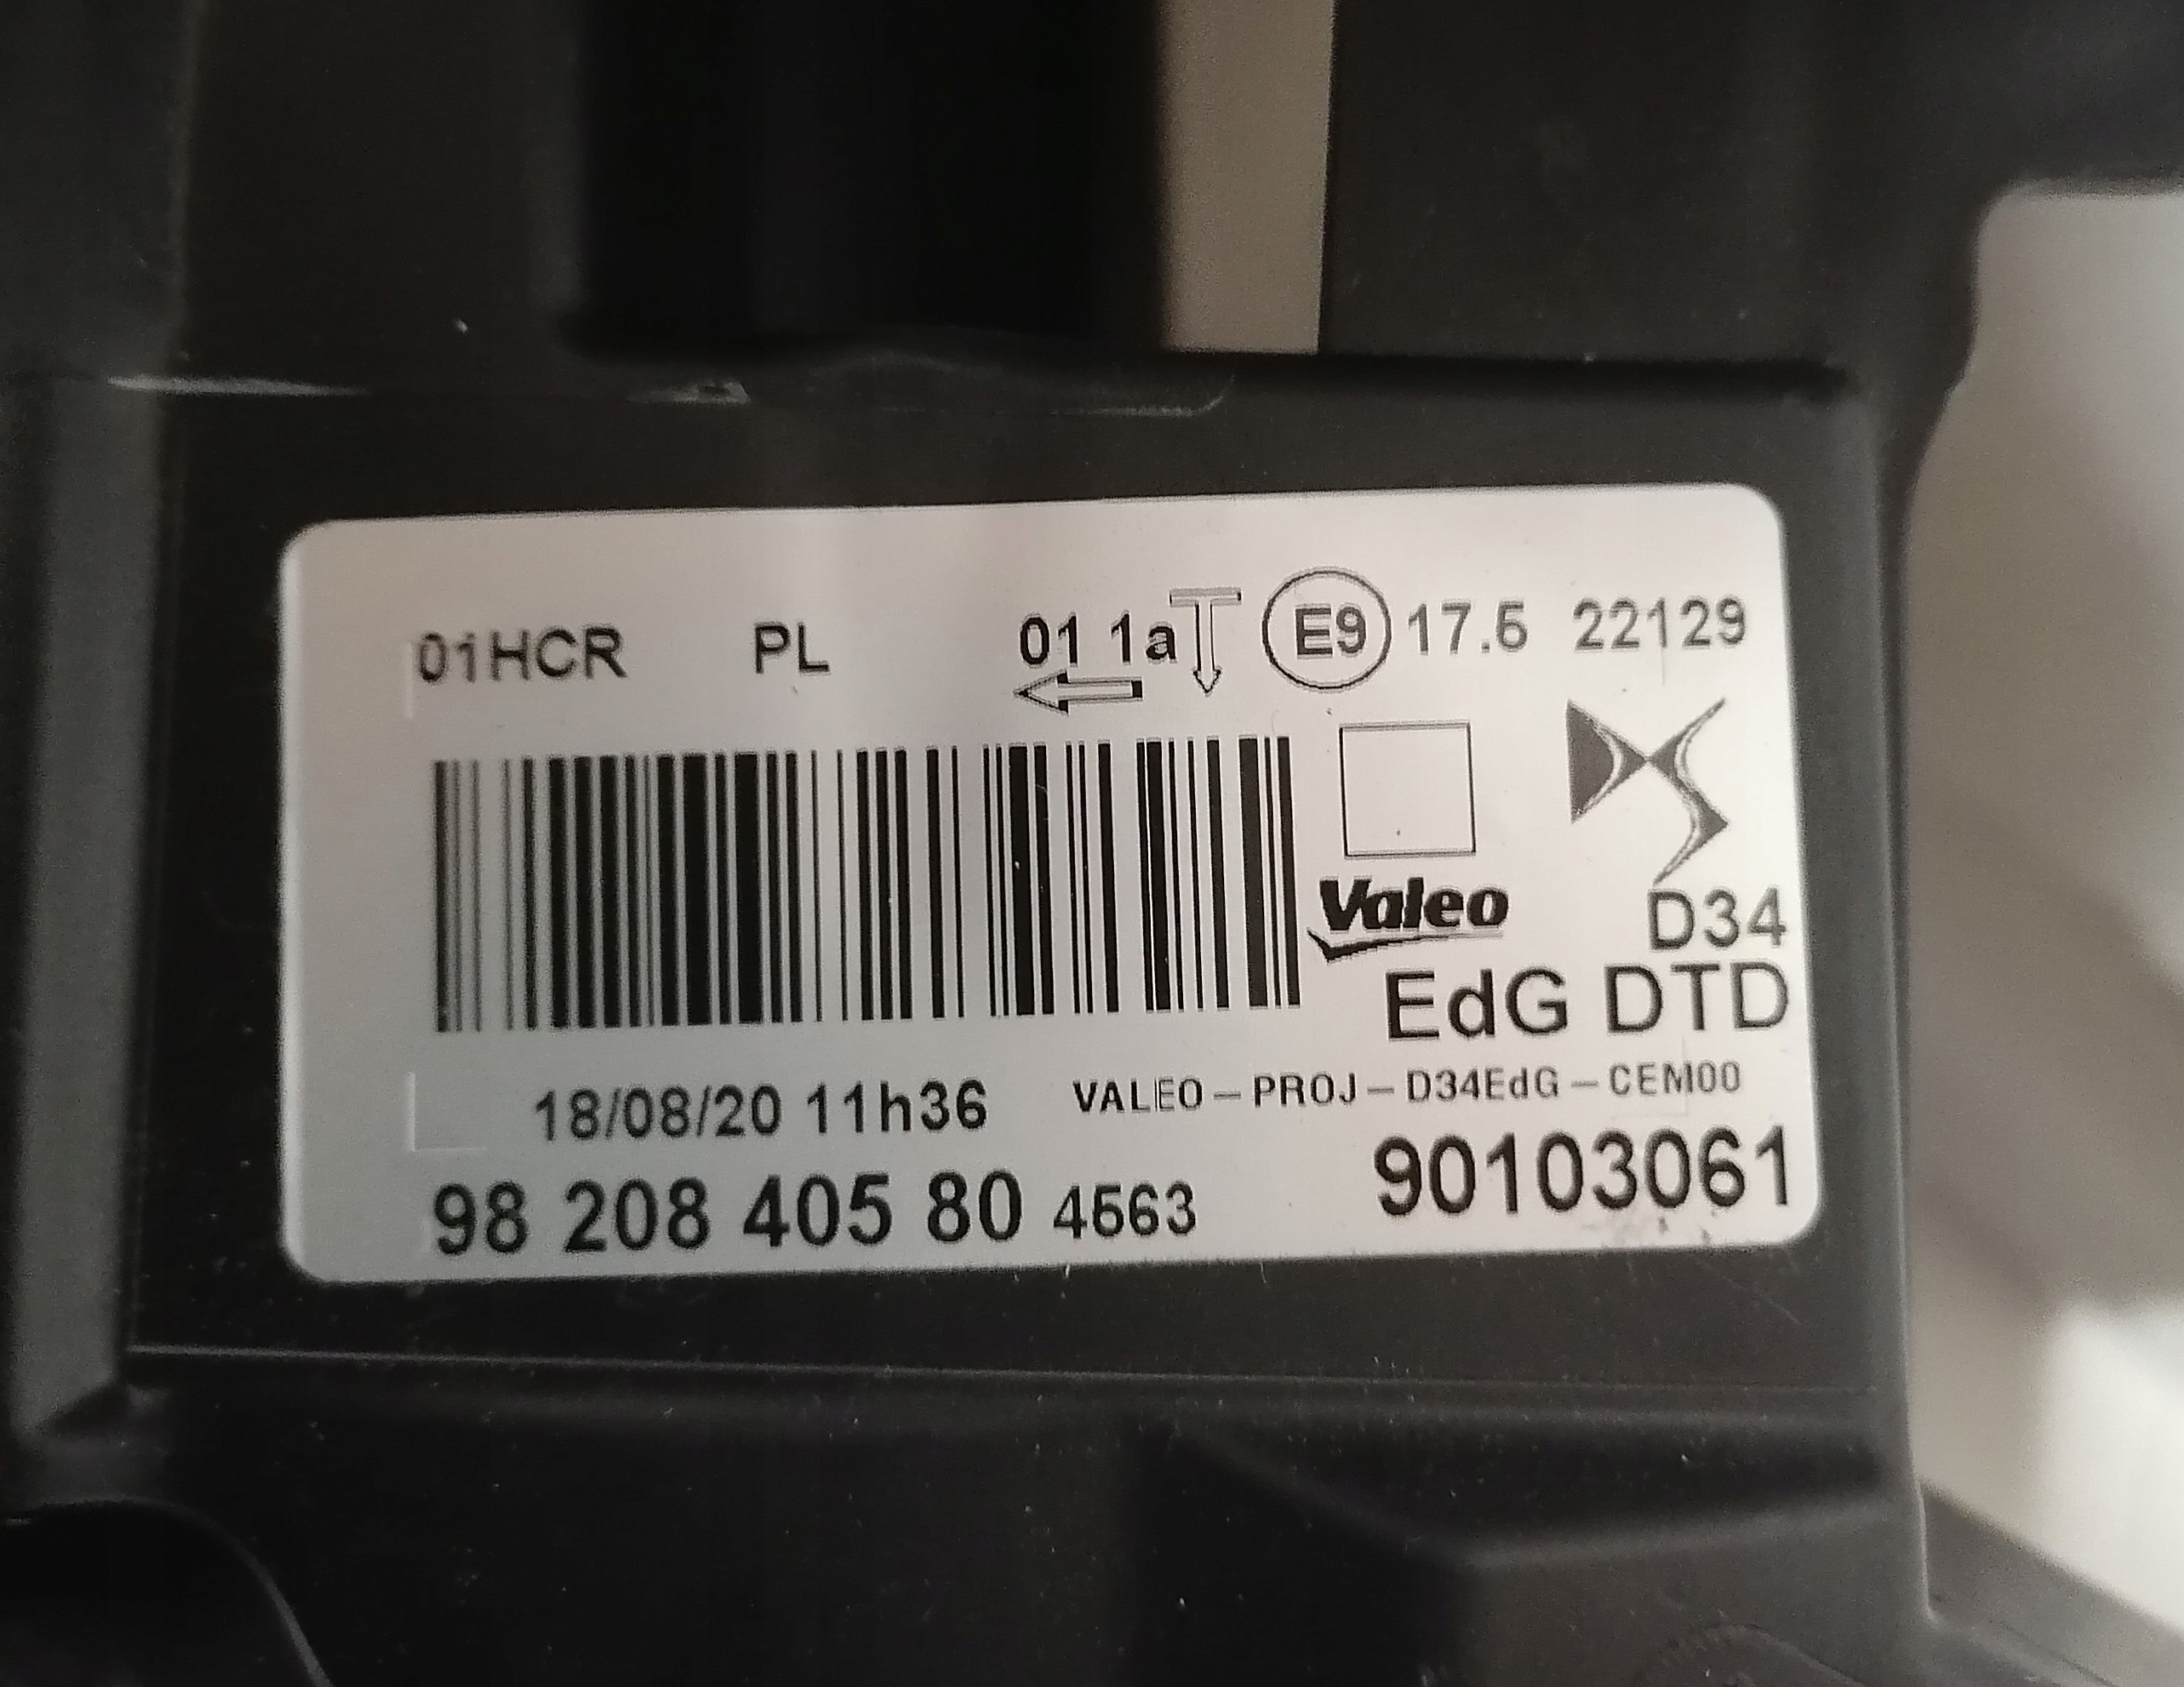 01HCR PL 01 1a E9 17.5 22129
Valeo
D34
EdG DTD
18/08/20 11h36 VALEO-PROJ-D34EdG-CEM00
98 208 405 80 4563 90103061